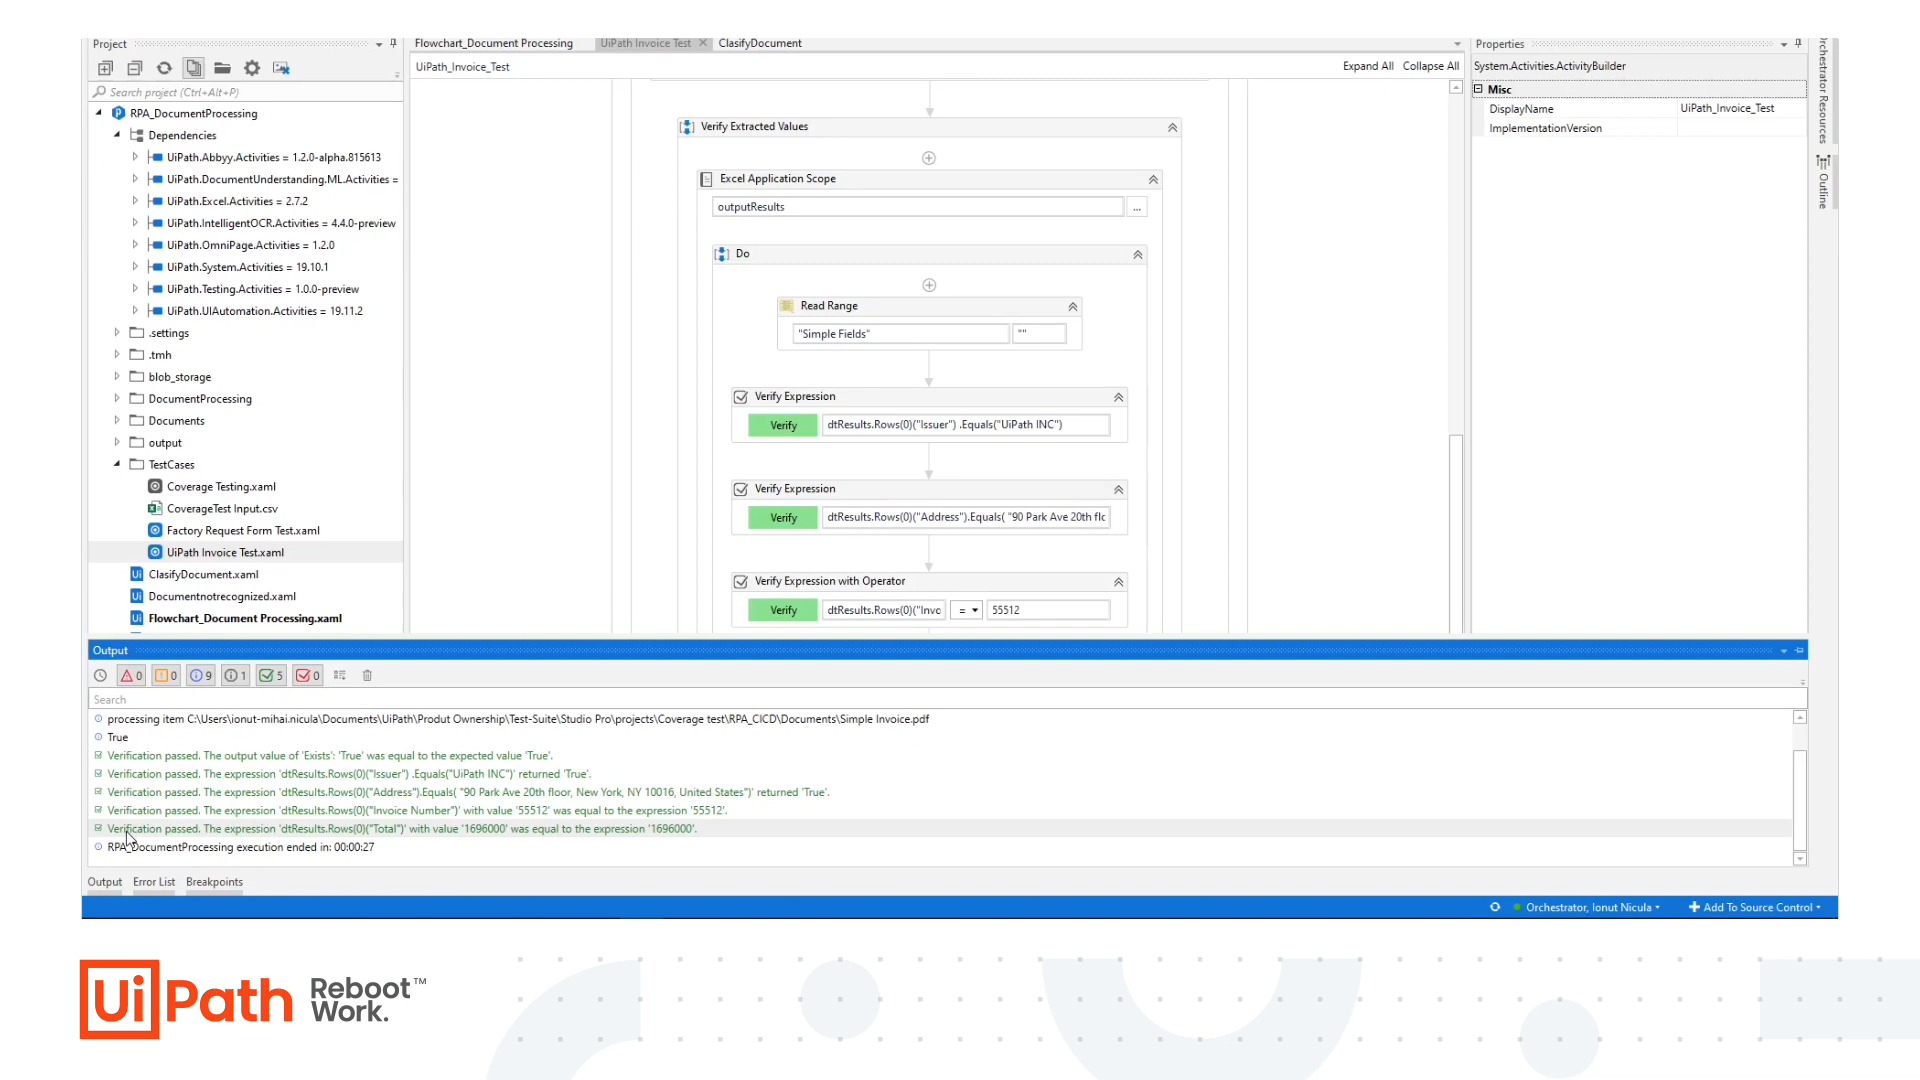 Project
Search project (Ctrl+Alt+P)
RPA_DocumentProcessing
Dependencies
UiPath.Abbyy.Activities = 1.2.0-alpha.815613
UiPath.DocumentUnderstanding.ML.Activities =
UiPath.Excel.Activities = 2.7.2
UiPath.IntelligentOCR.Activities = 4.4.0-preview
UiPath.OmniPage.Activities = 1.2.0
UiPath.System.Activities = 19.10.1
UiPath.Testing.Activities = 1.0.0-preview
UiPath.UIAutomation.Activities = 19.11.2
.settings
.tmh
blob_storage
DocumentProcessing
Documents
output
TestCases
Coverage Testing.xaml
CoverageTest Input.csv
Factory Request Form Test.xaml
UiPath Invoice Test.xaml
ClasifyDocument.xaml
Documentnotrecognized.xaml
Flowchart_Document Processing.xaml
Flowchart_Document Processing UiPath Invoice Test ClasifyDocument
UiPath_Invoice_Test Expand All Collapse All
Verify Extracted Values
Excel Application Scope
outputResults ...
Do
Read Range
"Simple Fields" ""
Verify Expression
Verify dtResults.Rows(0)("Issuer") .Equals("UiPath INC")
Verify Expression
Verify dtResults.Rows(0)("Address").Equals( "90 Park Ave 20th flo
Verify Expression with Operator
Verify dtResults.Rows(0)("Invo = 55512
Properties
System.Activities.ActivityBuilder
Misc
DisplayName UiPath_Invoice_Test
ImplementationVersion
Orchestrator Resources
Outline
Output
0 0 9 1 5 0
Search
processing item C:\Users\ionut-mihai.nicula\Documents\UiPath\Produt Ownership\Test-Suite\Studio Pro\projects\Coverage test\RPA_CICD\Documents\Simple Invoice.pdf
True
Verification passed. The output value of 'Exists': 'True' was equal to the expected value 'True'.
Verification passed. The expression 'dtResults.Rows(0)("Issuer") .Equals("UiPath INC")' returned 'True'.
Verification passed. The expression 'dtResults.Rows(0)("Address").Equals( "90 Park Ave 20th floor, New York, NY 10016, United States")' returned 'True'.
Verification passed. The expression 'dtResults.Rows(0)("Invoice Number")' with value '55512' was equal to the expression '55512'.
Verification passed. The expression 'dtResults.Rows(0)("Total")' with value '1696000' was equal to the expression '1696000'.
RPA_DocumentProcessing execution ended in: 00:00:27
Output Error List Breakpoints
Orchestrator, Ionut Nicula Add To Source Control
UiPath Reboot™
Work.